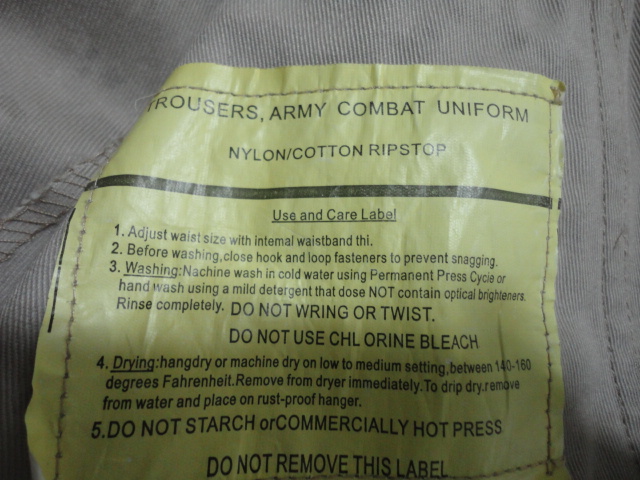 TROUSERS, ARMY COMBAT UNIFORM
NYLON/COTTON RIPSTOP
Use and Care Label
1. Adjust waist size with internal waistband thi.
2. Before washing,close hook and loop fasteners to prevent snagging.
3. Washing:Nachine wash in cold water using Permanent Press Cycle or
hand wash using a mild detergent that dose NOT contain optical brighteners.
Rinse completely. DO NOT WRING OR TWIST.
DO NOT USE CHL ORINE BLEACH
4. Drying:hangdry or machine dry on low to medium setting,between 140-160
degrees Fahrenheit.Remove from dryer immediately.To drip dry.remove
from water and place on rust-proof hanger.
5.DO NOT STARCH orCOMMERCIALLY HOT PRESS
DO NOT REMOVE THIS LABEL